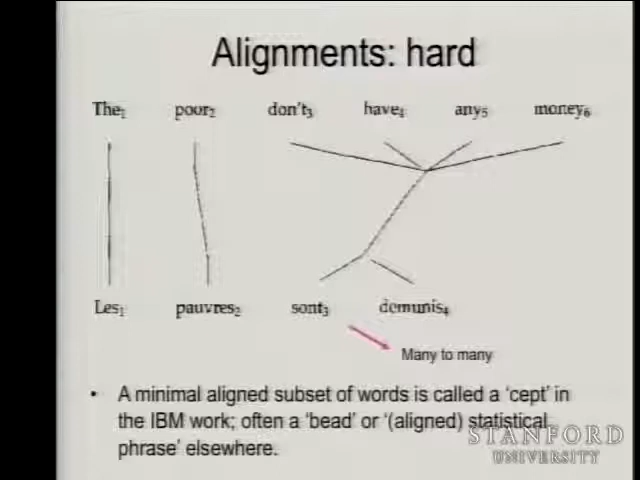 Alignments: hard
The₁ poor₂ don't₃ have₄ any₅ money₆
Les₁ pauvres₂ sont₃ demunis₄
Many to many
• A minimal aligned subset of words is called a 'cept' in
the IBM work; often a 'bead' or '(aligned) statistical
phrase' elsewhere.
STANFORD
UNIVERSITY